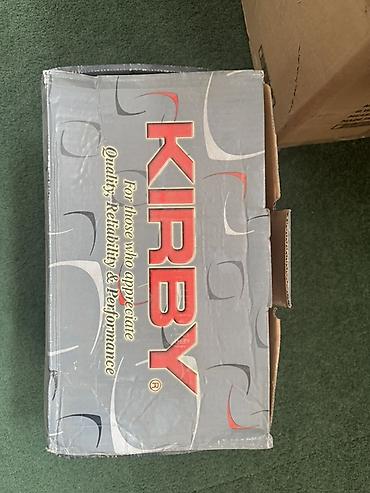 KIRBY®
For those who appreciate
Quality, Reliability & Performance